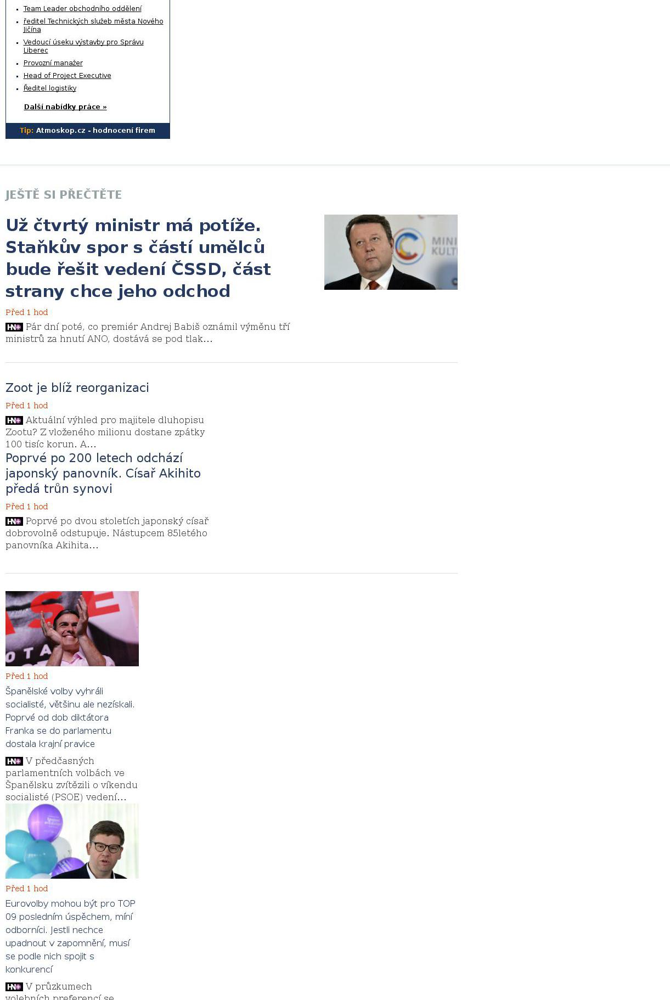 Team Leader obchodního oddělení
ředitel Technických služeb města Nového
Jičína
Vedoucí úseku výstavby pro Správu
Liberec
Provozní manažer
Head of Project Executive
Ředitel logistiky
Další nabídky práce »
Tip: Atmoskop.cz - hodnocení firem
JEŠTĚ SI PŘEČTĚTE
Už čtvrtý ministr má potíže.
Staňkův spor s částí umělců
bude řešit vedení ČSSD, část
strany chce jeho odchod
MINI
KULTU
Před 1 hod
HN+ Pár dní poté, co premiér Andrej Babiš oznámil výměnu tří
ministrů za hnutí ANO, dostává se pod tlak...
Zoot je blíž reorganizaci
Před 1 hod
HN+ Aktuální výhled pro majitele dluhopisu
Zootu? Z vloženého milionu dostane zpátky
100 tisíc korun. A...
Poprvé po 200 letech odchází
japonský panovník. Císař Akihito
předá trůn synovi
Před 1 hod
HN+ Poprvé po dvou stoletích japonský císař
dobrovolně odstupuje. Nástupcem 85letého
panovníka Akihita...
SE
OTA
Před 1 hod
Španělské volby vyhráli
socialisté, většinu ale nezískali.
Poprvé od dob diktátora
Franka se do parlamentu
dostala krajní pravice
HN+ V předčasných
parlamentních volbách ve
Španělsku zvítězili o víkendu
socialisté (PSOE) vedení...
Před 1 hod
Eurovolby mohou být pro TOP
09 posledním úspěchem, míní
odborníci. Jestli nechce
upadnout v zapomnění, musí
se podle nich spojit s
konkurencí
HN+ V průzkumech
volebních preferencí se